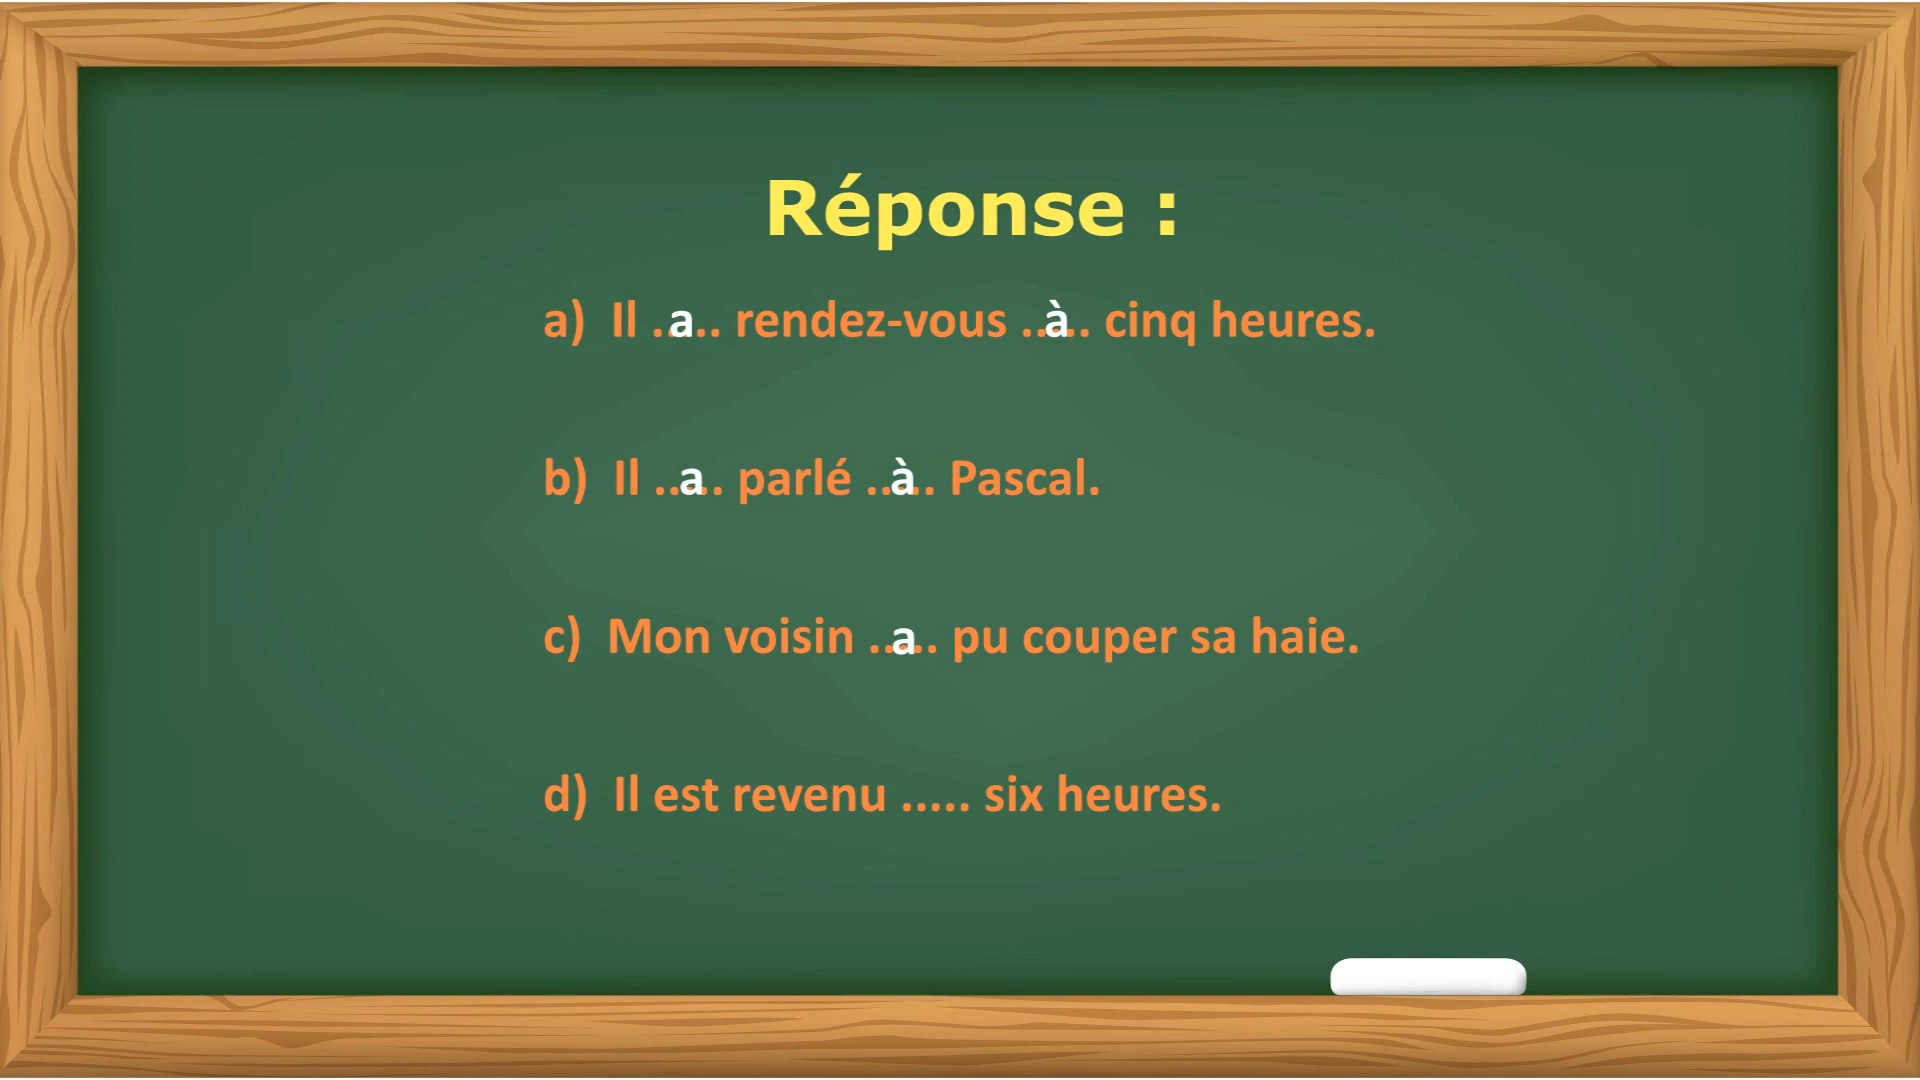 Réponse :
a) Il ..a.. rendez-vous ..à.. cinq heures.
b) Il ..a.. parlé ..à.. Pascal.
c) Mon voisin ..a.. pu couper sa haie.
d) Il est revenu ..... six heures.